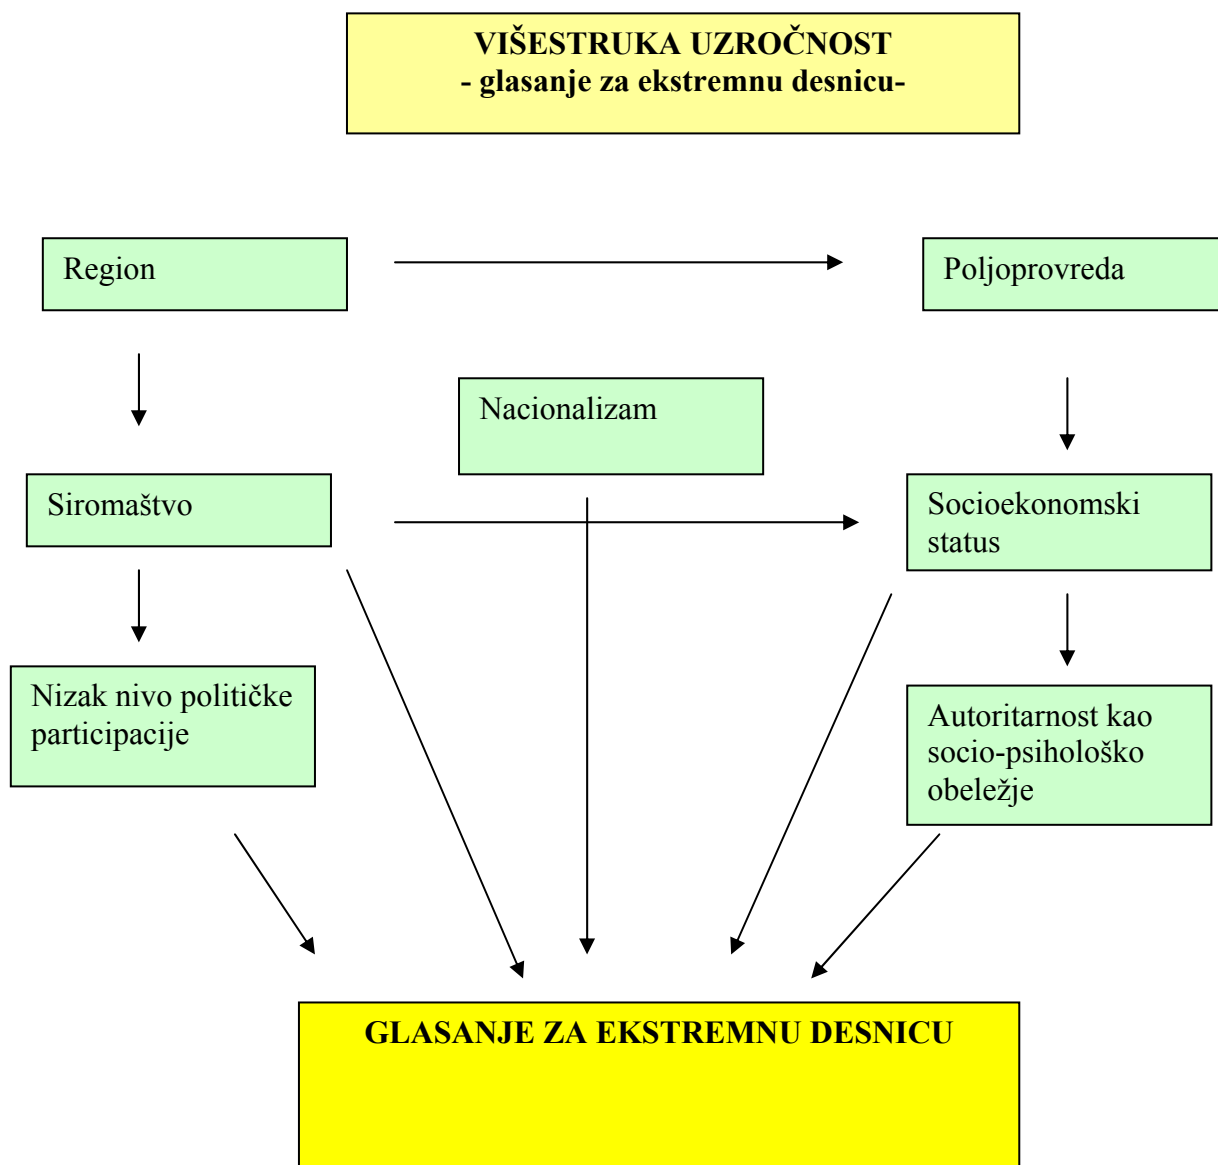 VIŠESTRUKA UZROČNOST
- glasanje za ekstremnu desnicu-
Region
Poljoprovreda
Nacionalizam
Siromaštvo
Socioekonomski
status
Nizak nivo političke
participacije
Autoritarnost kao
socio-psihološko
obeležje
GLASANJE ZA EKSTREMNU DESNICU